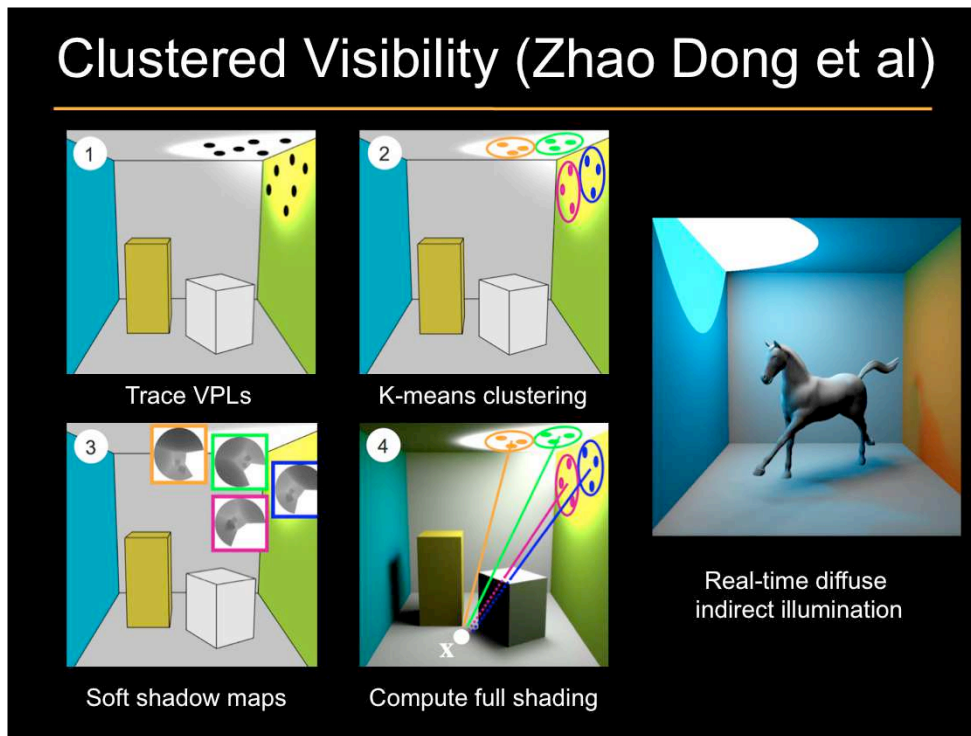 Clustered Visibility (Zhao Dong et al)
1
2
Trace VPLs
K-means clustering
3
4
x
Soft shadow maps
Compute full shading
Real-time diffuse
indirect illumination